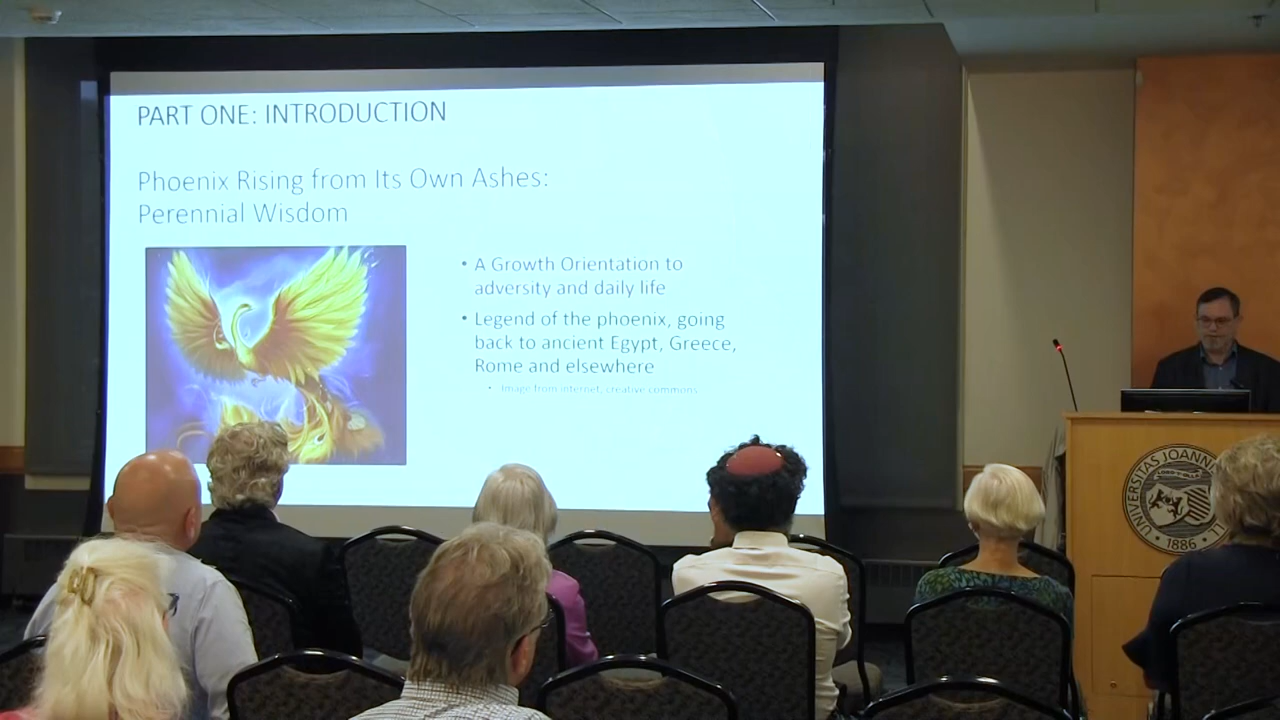 PART ONE: INTRODUCTION
Phoenix Rising from Its Own Ashes:
Perennial Wisdom
• A Growth Orientation to
adversity and daily life
• Legend of the phoenix, going
back to ancient Egypt, Greece,
Rome and elsewhere
• Image from internet, creative commons
UNIVERSITAS JOANN
• 1886 •